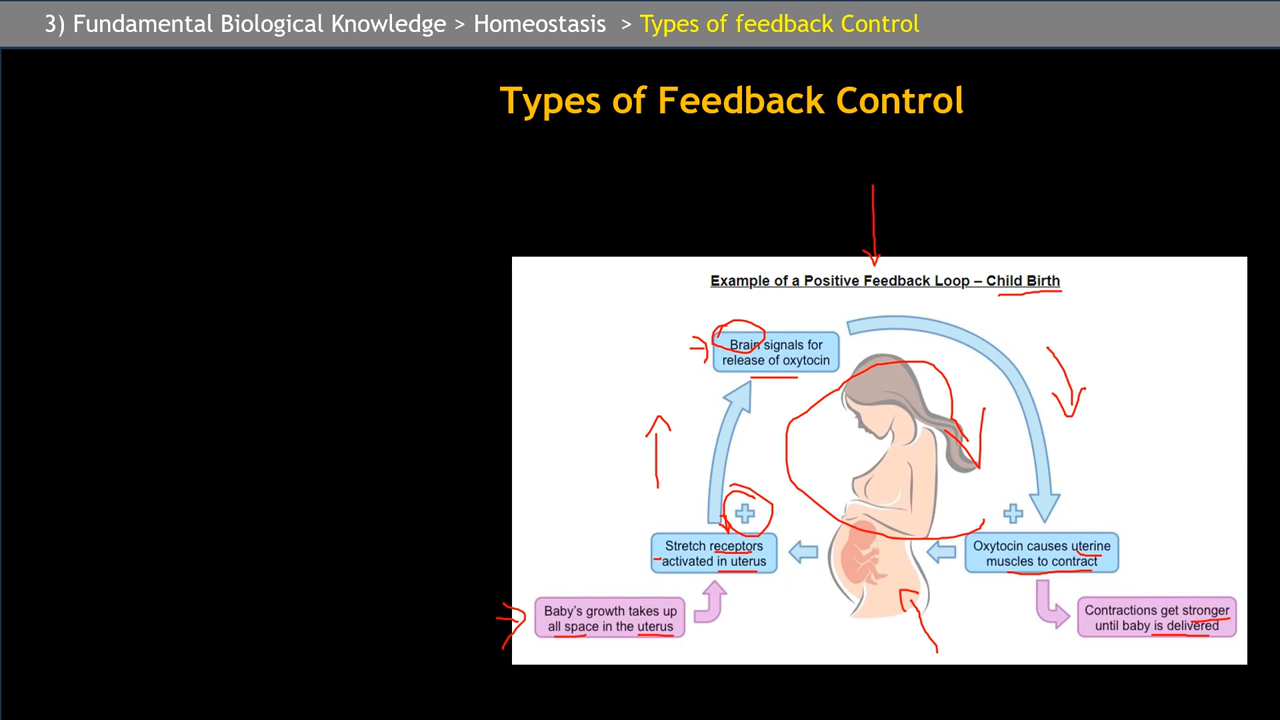 3) Fundamental Biological Knowledge > Homeostasis > Types of feedback Control
Types of Feedback Control
Example of a Positive Feedback Loop – Child Birth
Brain signals for
release of oxytocin
Stretch receptors
activated in uterus
Oxytocin causes uterine
muscles to contract
Baby's growth takes up
all space in the uterus
Contractions get stronger
until baby is delivered